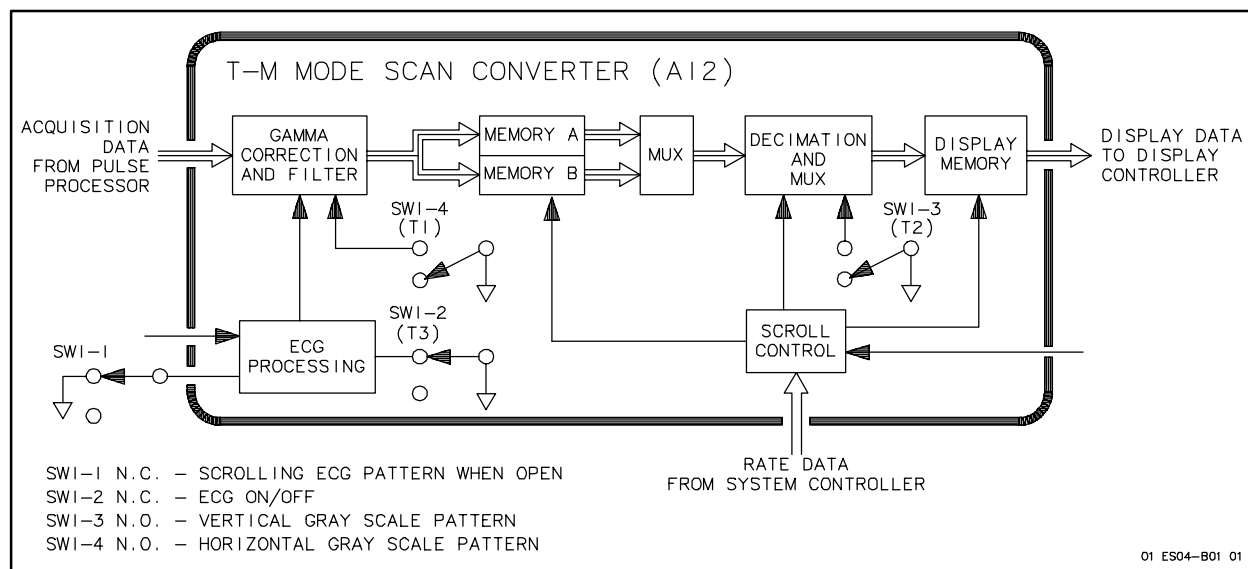 T-M MODE SCAN CONVERTER (A12)
ACQUISITION
DATA
FROM PULSE
PROCESSOR
GAMMA
CORRECTION
AND FILTER
MEMORY A
MEMORY B
MUX
DECIMATION
AND
MUX
DISPLAY
MEMORY
DISPLAY DATA
TO DISPLAY
CONTROLLER
SW1-4
(T1)
SW1-3
(T2)
SW1-2
(T3)
SW1-1
ECG
PROCESSING
SCROLL
CONTROL
RATE DATA
FROM SYSTEM CONTROLLER
SW1-1 N.C. – SCROLLING ECG PATTERN WHEN OPEN
SW1-2 N.C. – ECG ON/OFF
SW1-3 N.O. – VERTICAL GRAY SCALE PATTERN
SW1-4 N.O. – HORIZONTAL GRAY SCALE PATTERN
01 ES04–B01 01